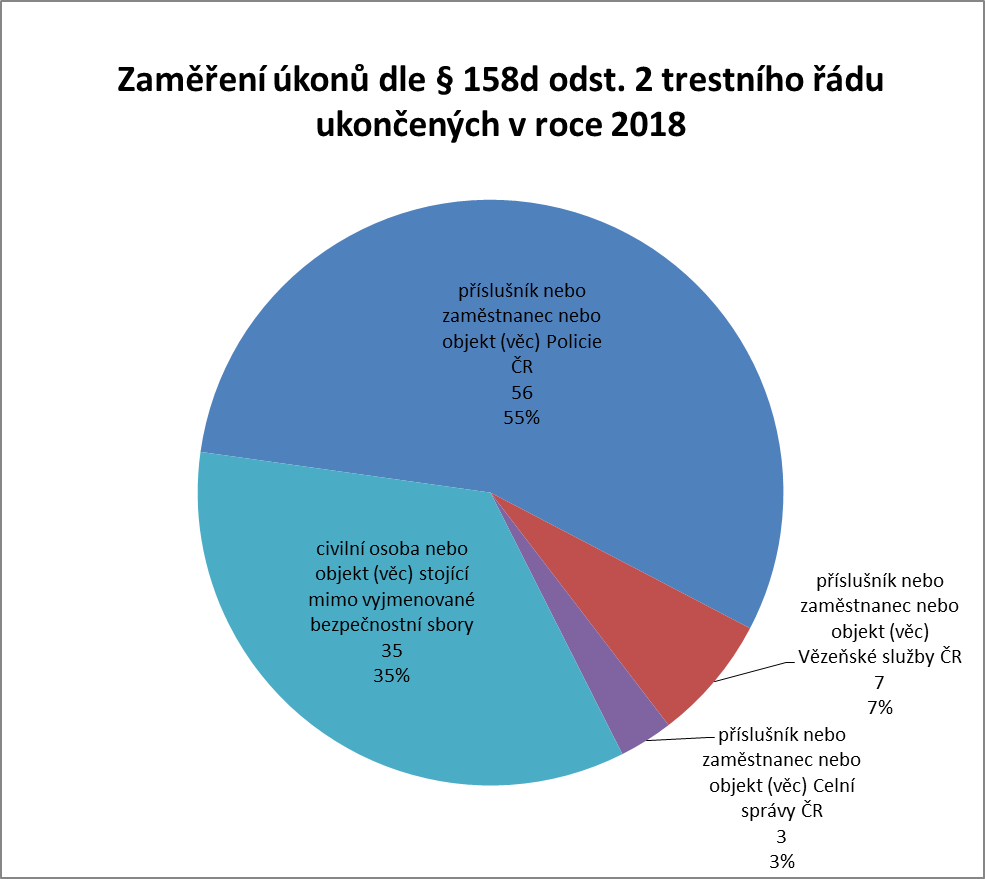 Zaměření úkonů dle § 158d odst. 2 trestního řádu
ukončených v roce 2018
příslušník nebo
zaměstnanec nebo
objekt (věc) Policie
ČR
56
55%
civilní osoba nebo
objekt (věc) stojící
mimo vyjmenované
bezpečnostní sbory
35
35%
příslušník nebo
zaměstnanec nebo
objekt (věc)
Vězeňské služby ČR
7
7%
příslušník nebo
zaměstnanec nebo
objekt (věc) Celní
správy ČR
3
3%